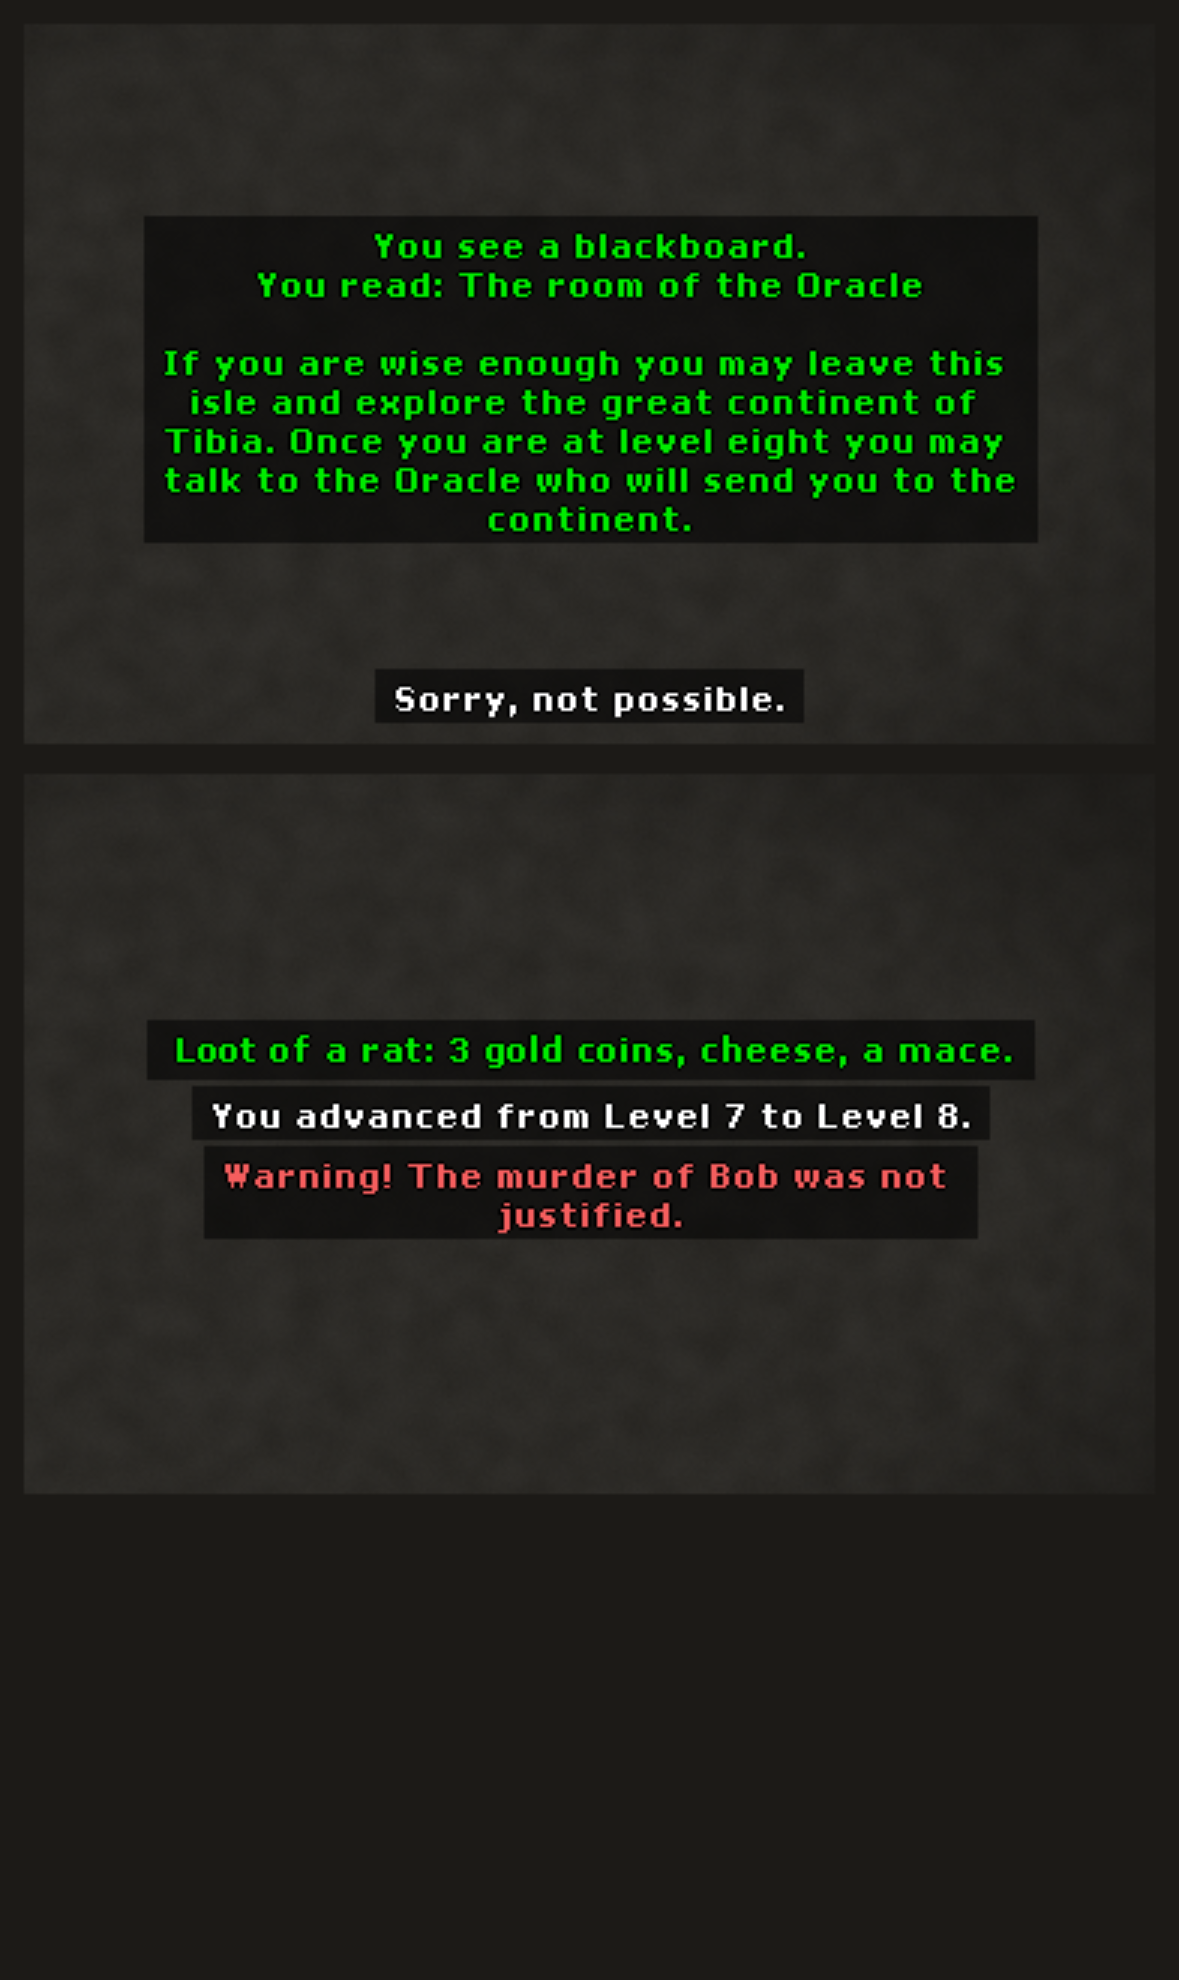 You see a blackboard.
You read: The room of the Oracle
If you are wise enough you may leave this
isle and explore the great continent of
Tibia. Once you are at level eight you may
talk to the Oracle who will send you to the
continent.
Sorry, not possible.
Loot of a rat: 3 gold coins, cheese, a mace.
You advanced from Level 7 to Level 8.
Warning! The murder of Bob was not
justified.